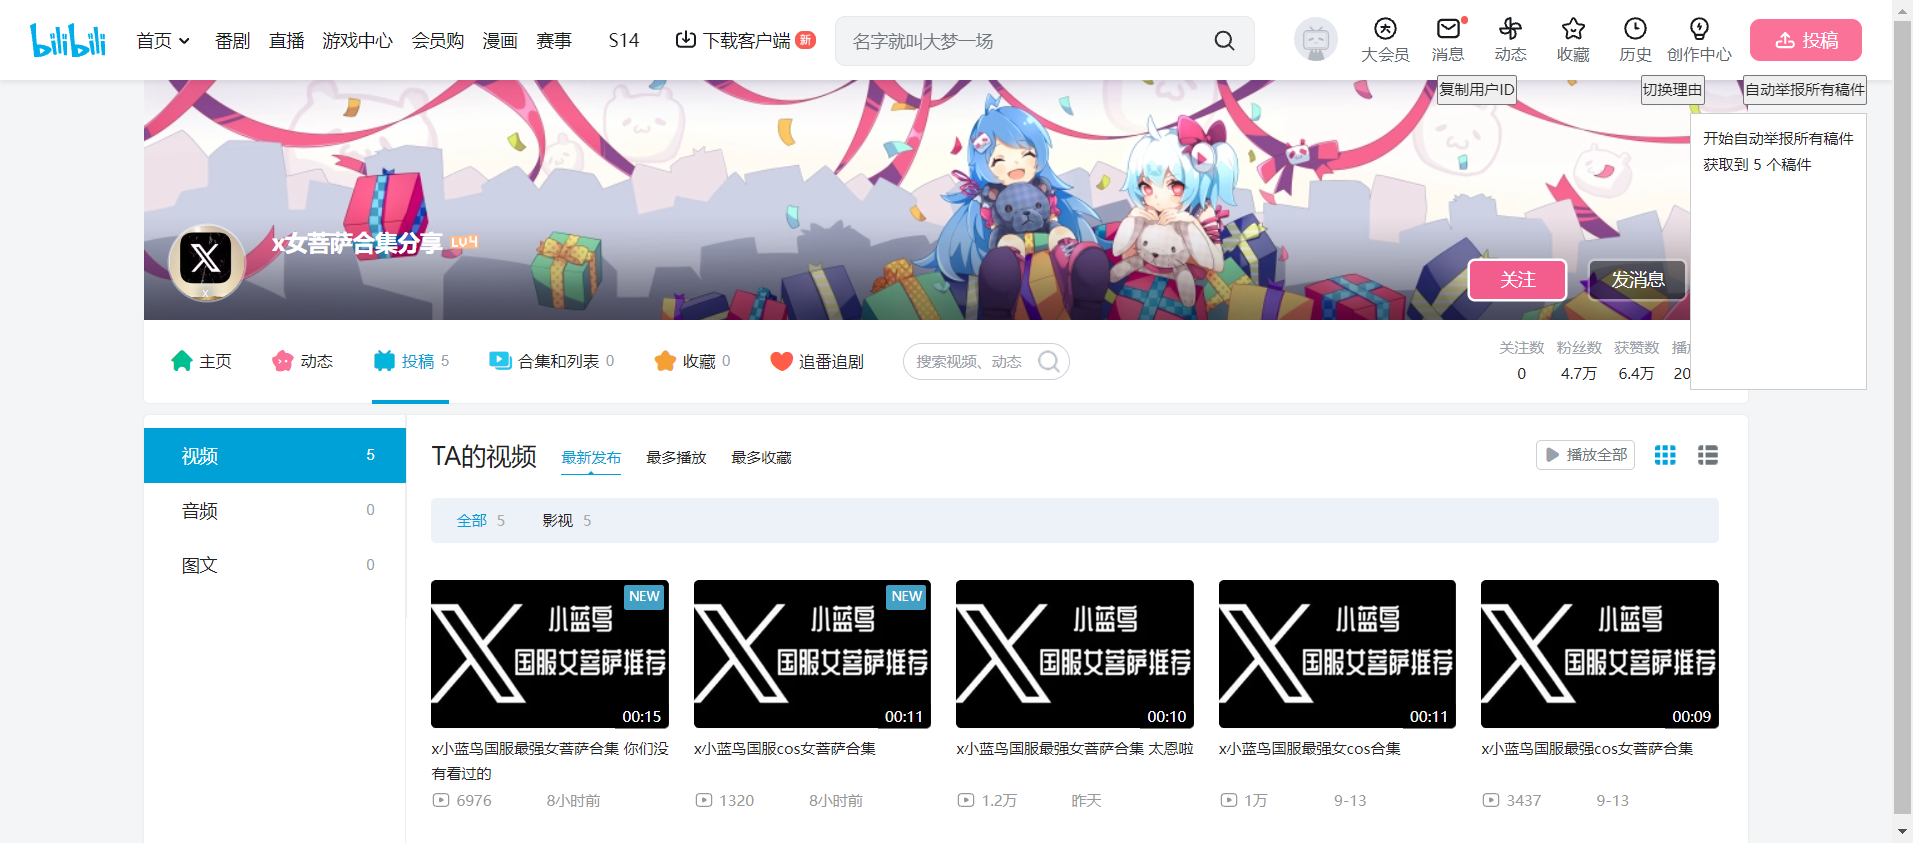 bilibili 首页 番剧 直播 游戏中心 会员购 漫画 赛事 S14 下载客户端 新 名字就叫大梦一场 大会员 消息 动态 收藏 历史 创作中心 投稿
复制用户ID 切换理由 自动举报所有稿件
开始自动举报所有稿件
获取到 5 个稿件
X
x
x女菩萨合集分享 LV4
关注 发消息
主页 动态 投稿 5 合集和列表 0 收藏 0 追番追剧 搜索视频、动态
关注数 粉丝数 获赞数
0 4.7万 6.4万 20
视频 5
音频 0
图文 0
TA的视频 最新发布 最多播放 最多收藏 播放全部
全部 5 影视 5
NEW
X 小蓝鸟
国服女菩萨推荐
00:15
x小蓝鸟国服最强女菩萨合集 你们没
有看过的
6976 8小时前
NEW
X 小蓝鸟
国服女菩萨推荐
00:11
x小蓝鸟国服cos女菩萨合集
1320 8小时前
X 小蓝鸟
国服女菩萨推荐
00:10
x小蓝鸟国服最强女菩萨合集 太恩啦
1.2万 昨天
X 小蓝鸟
国服女菩萨推荐
00:11
x小蓝鸟国服最强女cos合集
1万 9-13
X 小蓝鸟
国服女菩萨推荐
00:09
x小蓝鸟国服最强cos女菩萨合集
3437 9-13